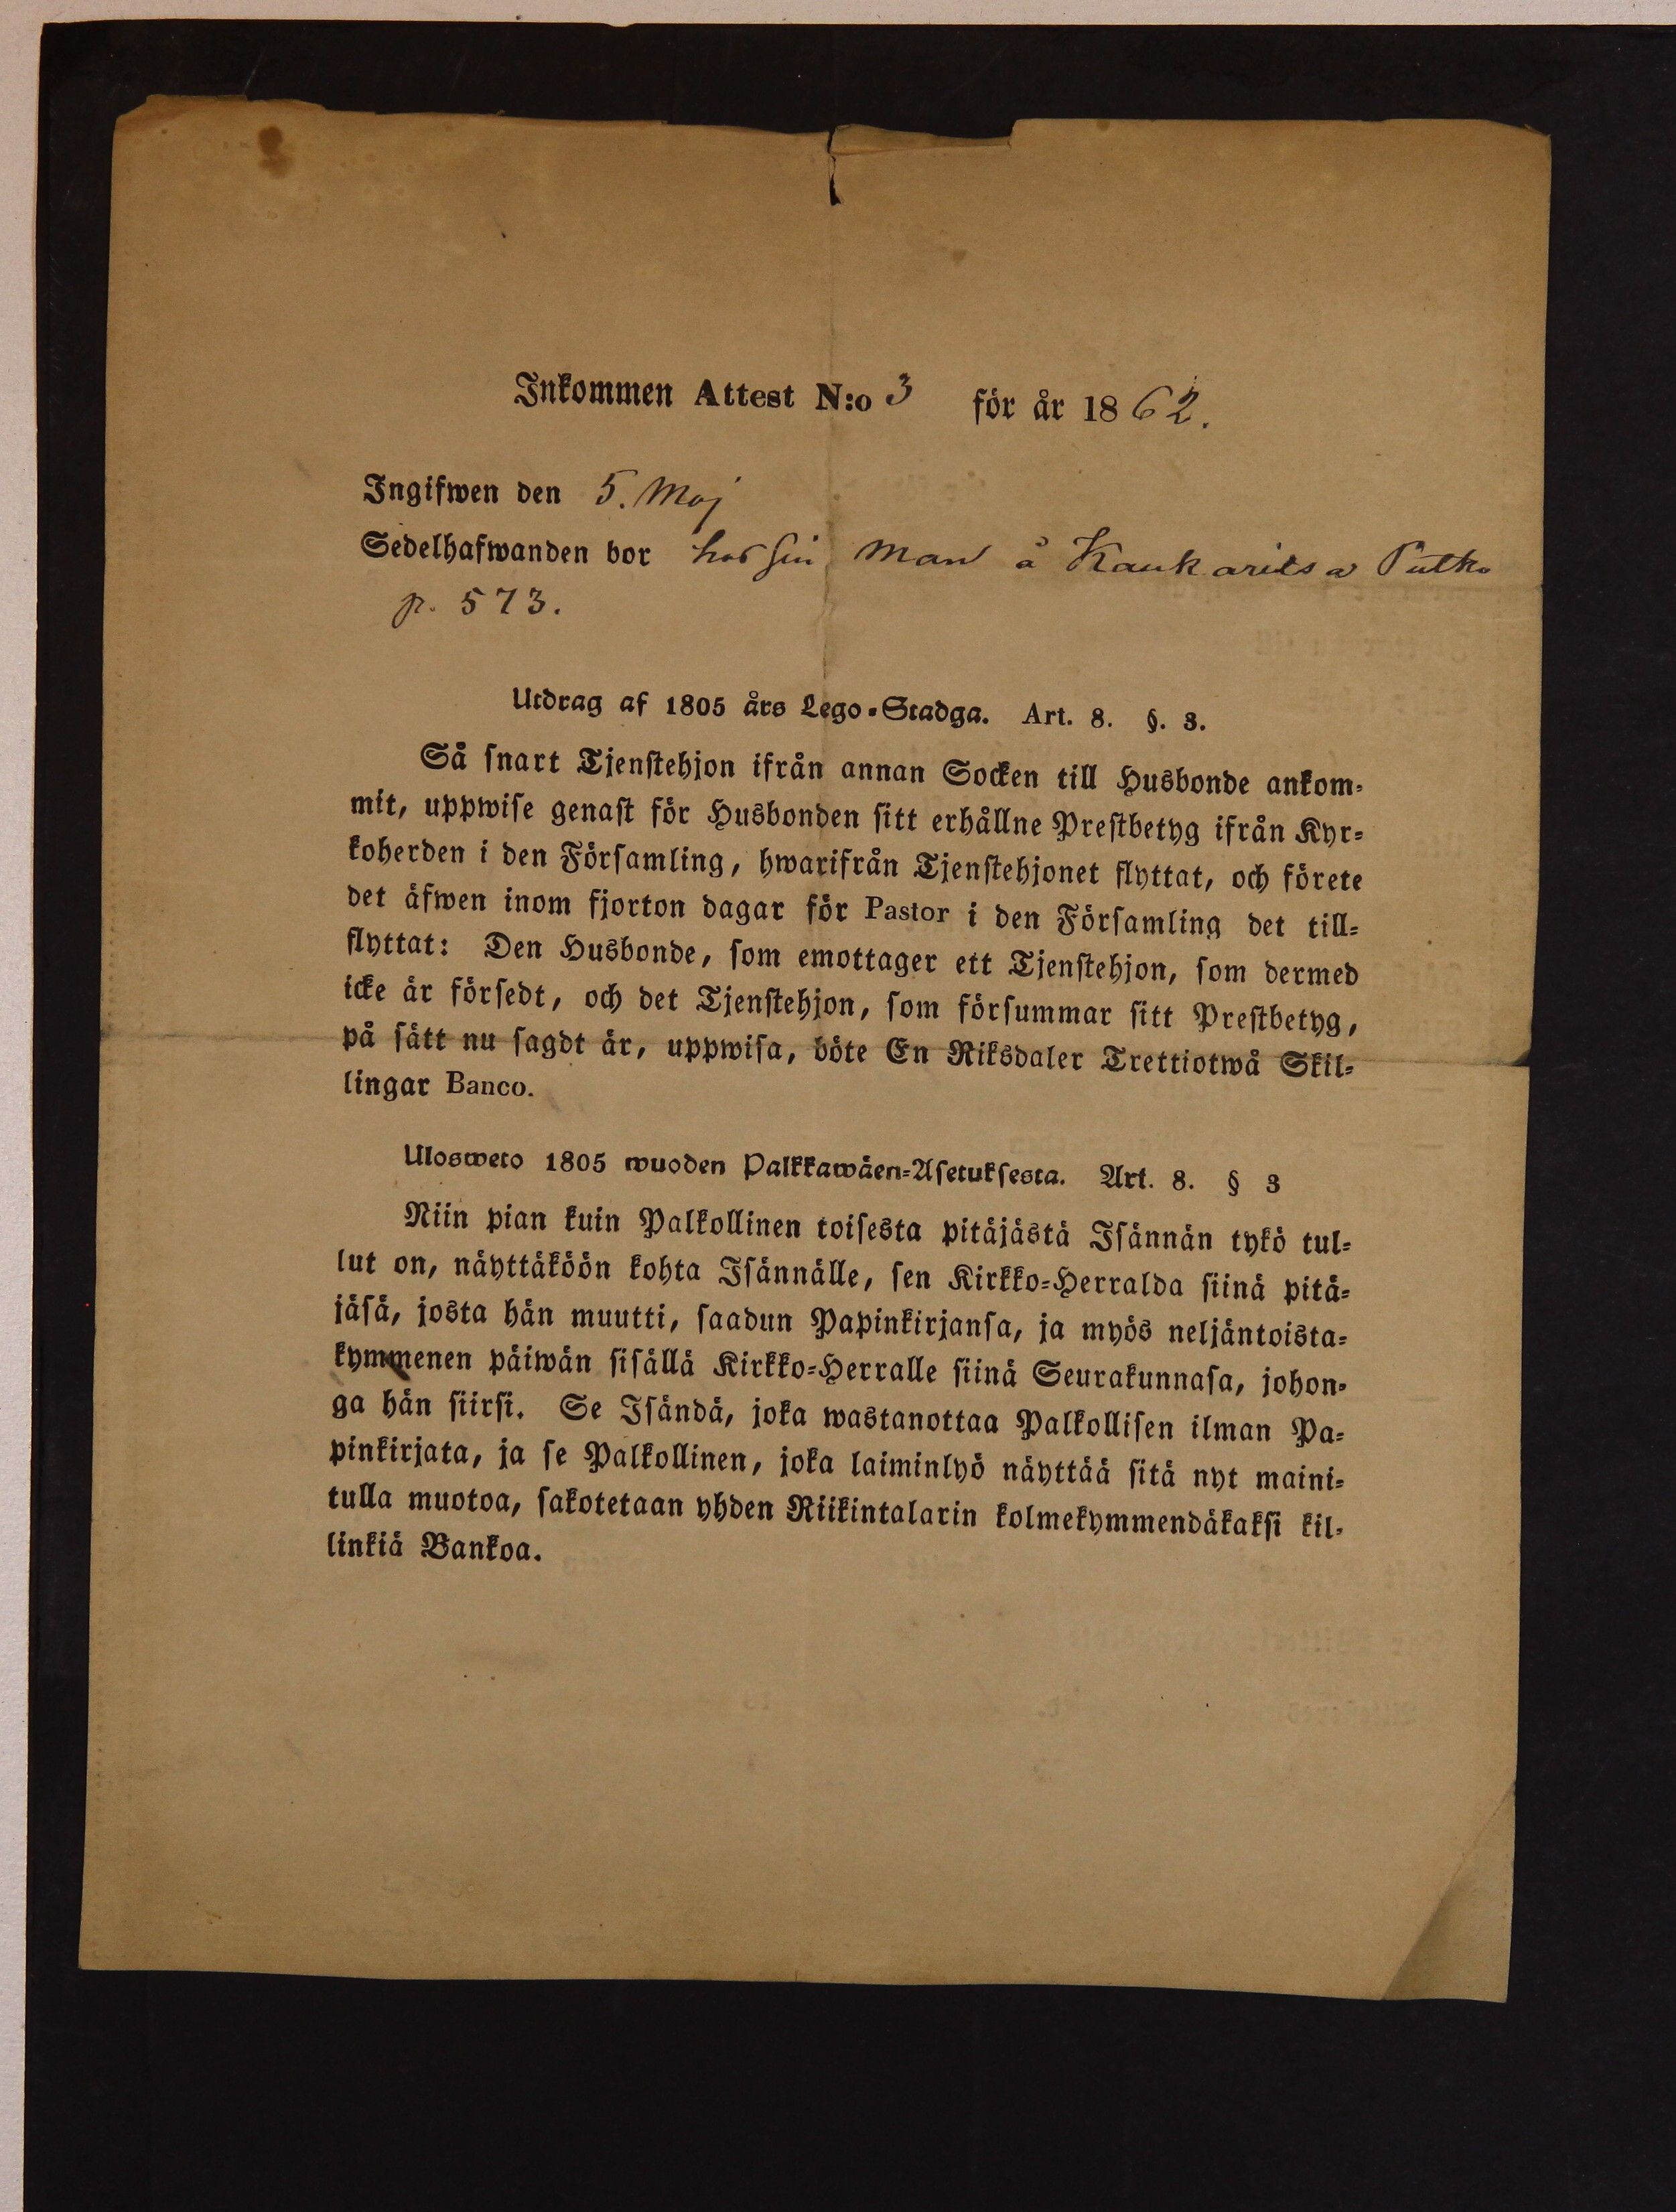 Inkommen Attest N:o 3 för år 1862.
Ingifwen den 5. Maj
Sedelhafwanden bor hos sin man å Kaukaritsa Putko
p. 573.
Utdrag af 1805 års Lego-Stadga. Art. 8. §. 3.
Så snart Tjenstehjon ifrån annan Socken till Husbonde ankom-
mit, uppwise genast för Husbonden sitt erhållne Prestbetyg ifrån Kyr-
koherden i den Församling, hwarifrån Tjenstehjonet flyttat, och förete
det äfwen inom fjorton dagar för Pastor i den Församling det till-
flyttat: Den Husbonde, som emottager ett Tjenstehjon, som dermed
icke är försedt, och det Tjenstehjon, som försummar sitt Prestbetyg,
på sätt nu sagdt är, uppwisa, böte En Riksdaler Trettiotwå Skil-
lingar Banco.
Ulosweto 1805 wuoden Palkkawäen-Asetuksesta. Art. 8. § 3
Niin pian kuin Palkollinen toisesta pitäjästä Isännän tykö tul-
lut on, näyttäköön kohta Isännälle, sen Kirkko-Herralda siinä pitä-
jäsä, josta hän muutti, saadun Papinkirjansa, ja myös neljäntoista-
kymmenen päiwän sisällä Kirkko-Herralle siinä Seurakunnasa, johon-
ga hän siirsi. Se Isändä, joka wastanottaa Palkollisen ilman Pa-
pinkirjata, ja se Palkollinen, joka laiminlyö näyttää sitä nyt maini-
tulla muotoa, sakotetaan yhden Riikintalarin kolmekymmendäkaksi kil-
linkiä Bankoa.